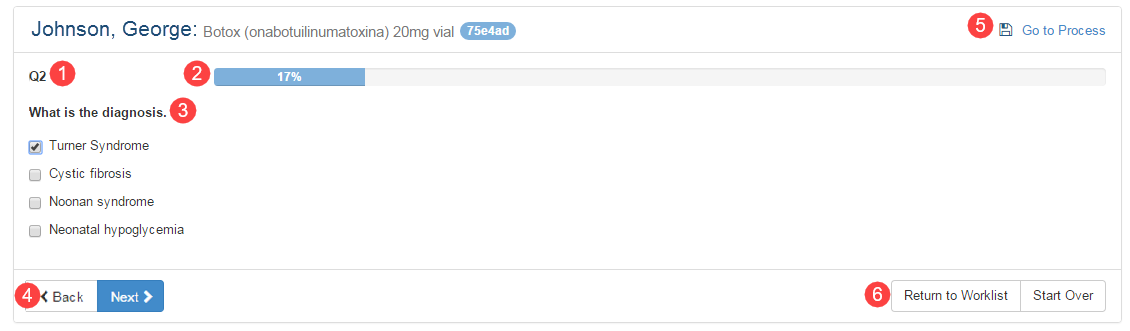 Johnson, George: Botox (onabotuilinumatoxina) 20mg vial 75e4ad 5 Go to Process
Q2 1 2 17%
What is the diagnosis. 3
Turner Syndrome
Cystic fibrosis
Noonan syndrome
Neonatal hypoglycemia
4 Back Next 6 Return to Worklist Start Over